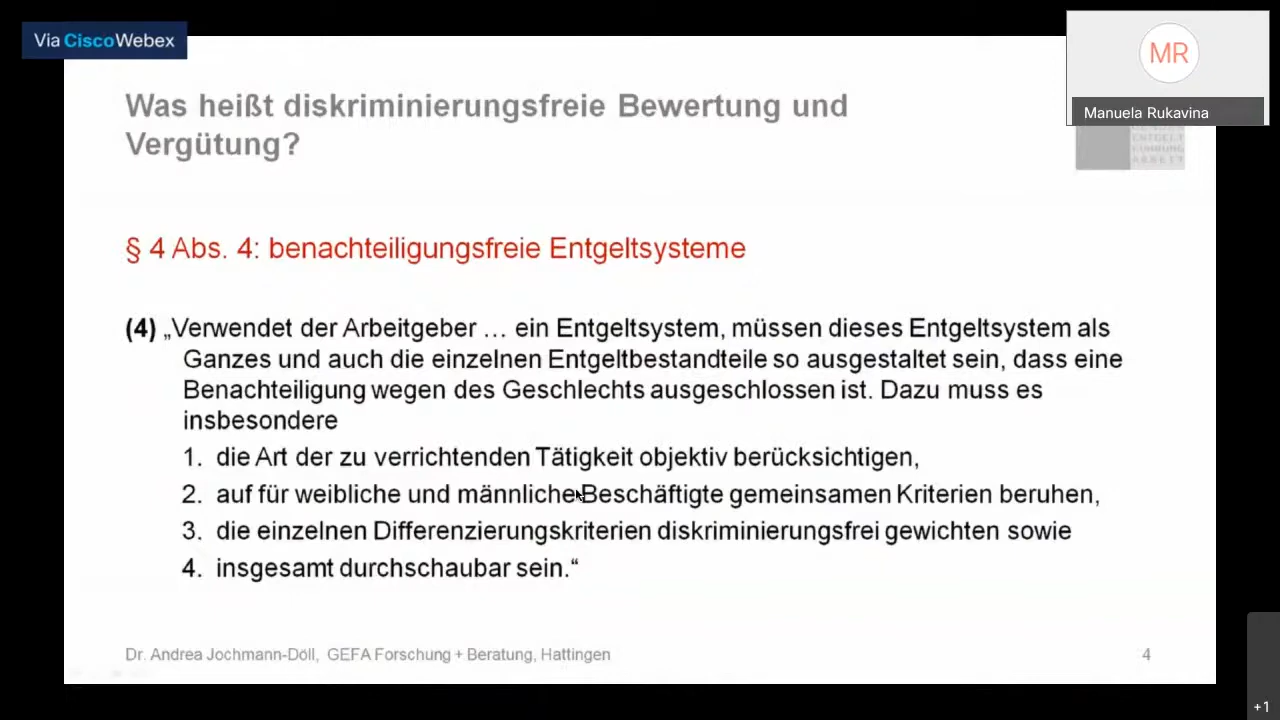 Via Cisco Webex
MR
Manuela Rukavina
Was heißt diskriminierungsfreie Bewertung und
Vergütung?
ENTGELT
§ 4 Abs. 4: benachteiligungsfreie Entgeltsysteme
(4) „Verwendet der Arbeitgeber … ein Entgeltsystem, müssen dieses Entgeltsystem als
Ganzes und auch die einzelnen Entgeltbestandteile so ausgestaltet sein, dass eine
Benachteiligung wegen des Geschlechts ausgeschlossen ist. Dazu muss es
insbesondere
1. die Art der zu verrichtenden Tätigkeit objektiv berücksichtigen,
2. auf für weibliche und männliche Beschäftigte gemeinsamen Kriterien beruhen,
3. die einzelnen Differenzierungskriterien diskriminierungsfrei gewichten sowie
4. insgesamt durchschaubar sein.“
Dr. Andrea Jochmann-Döll, GEFA Forschung + Beratung, Hattingen
4
+1